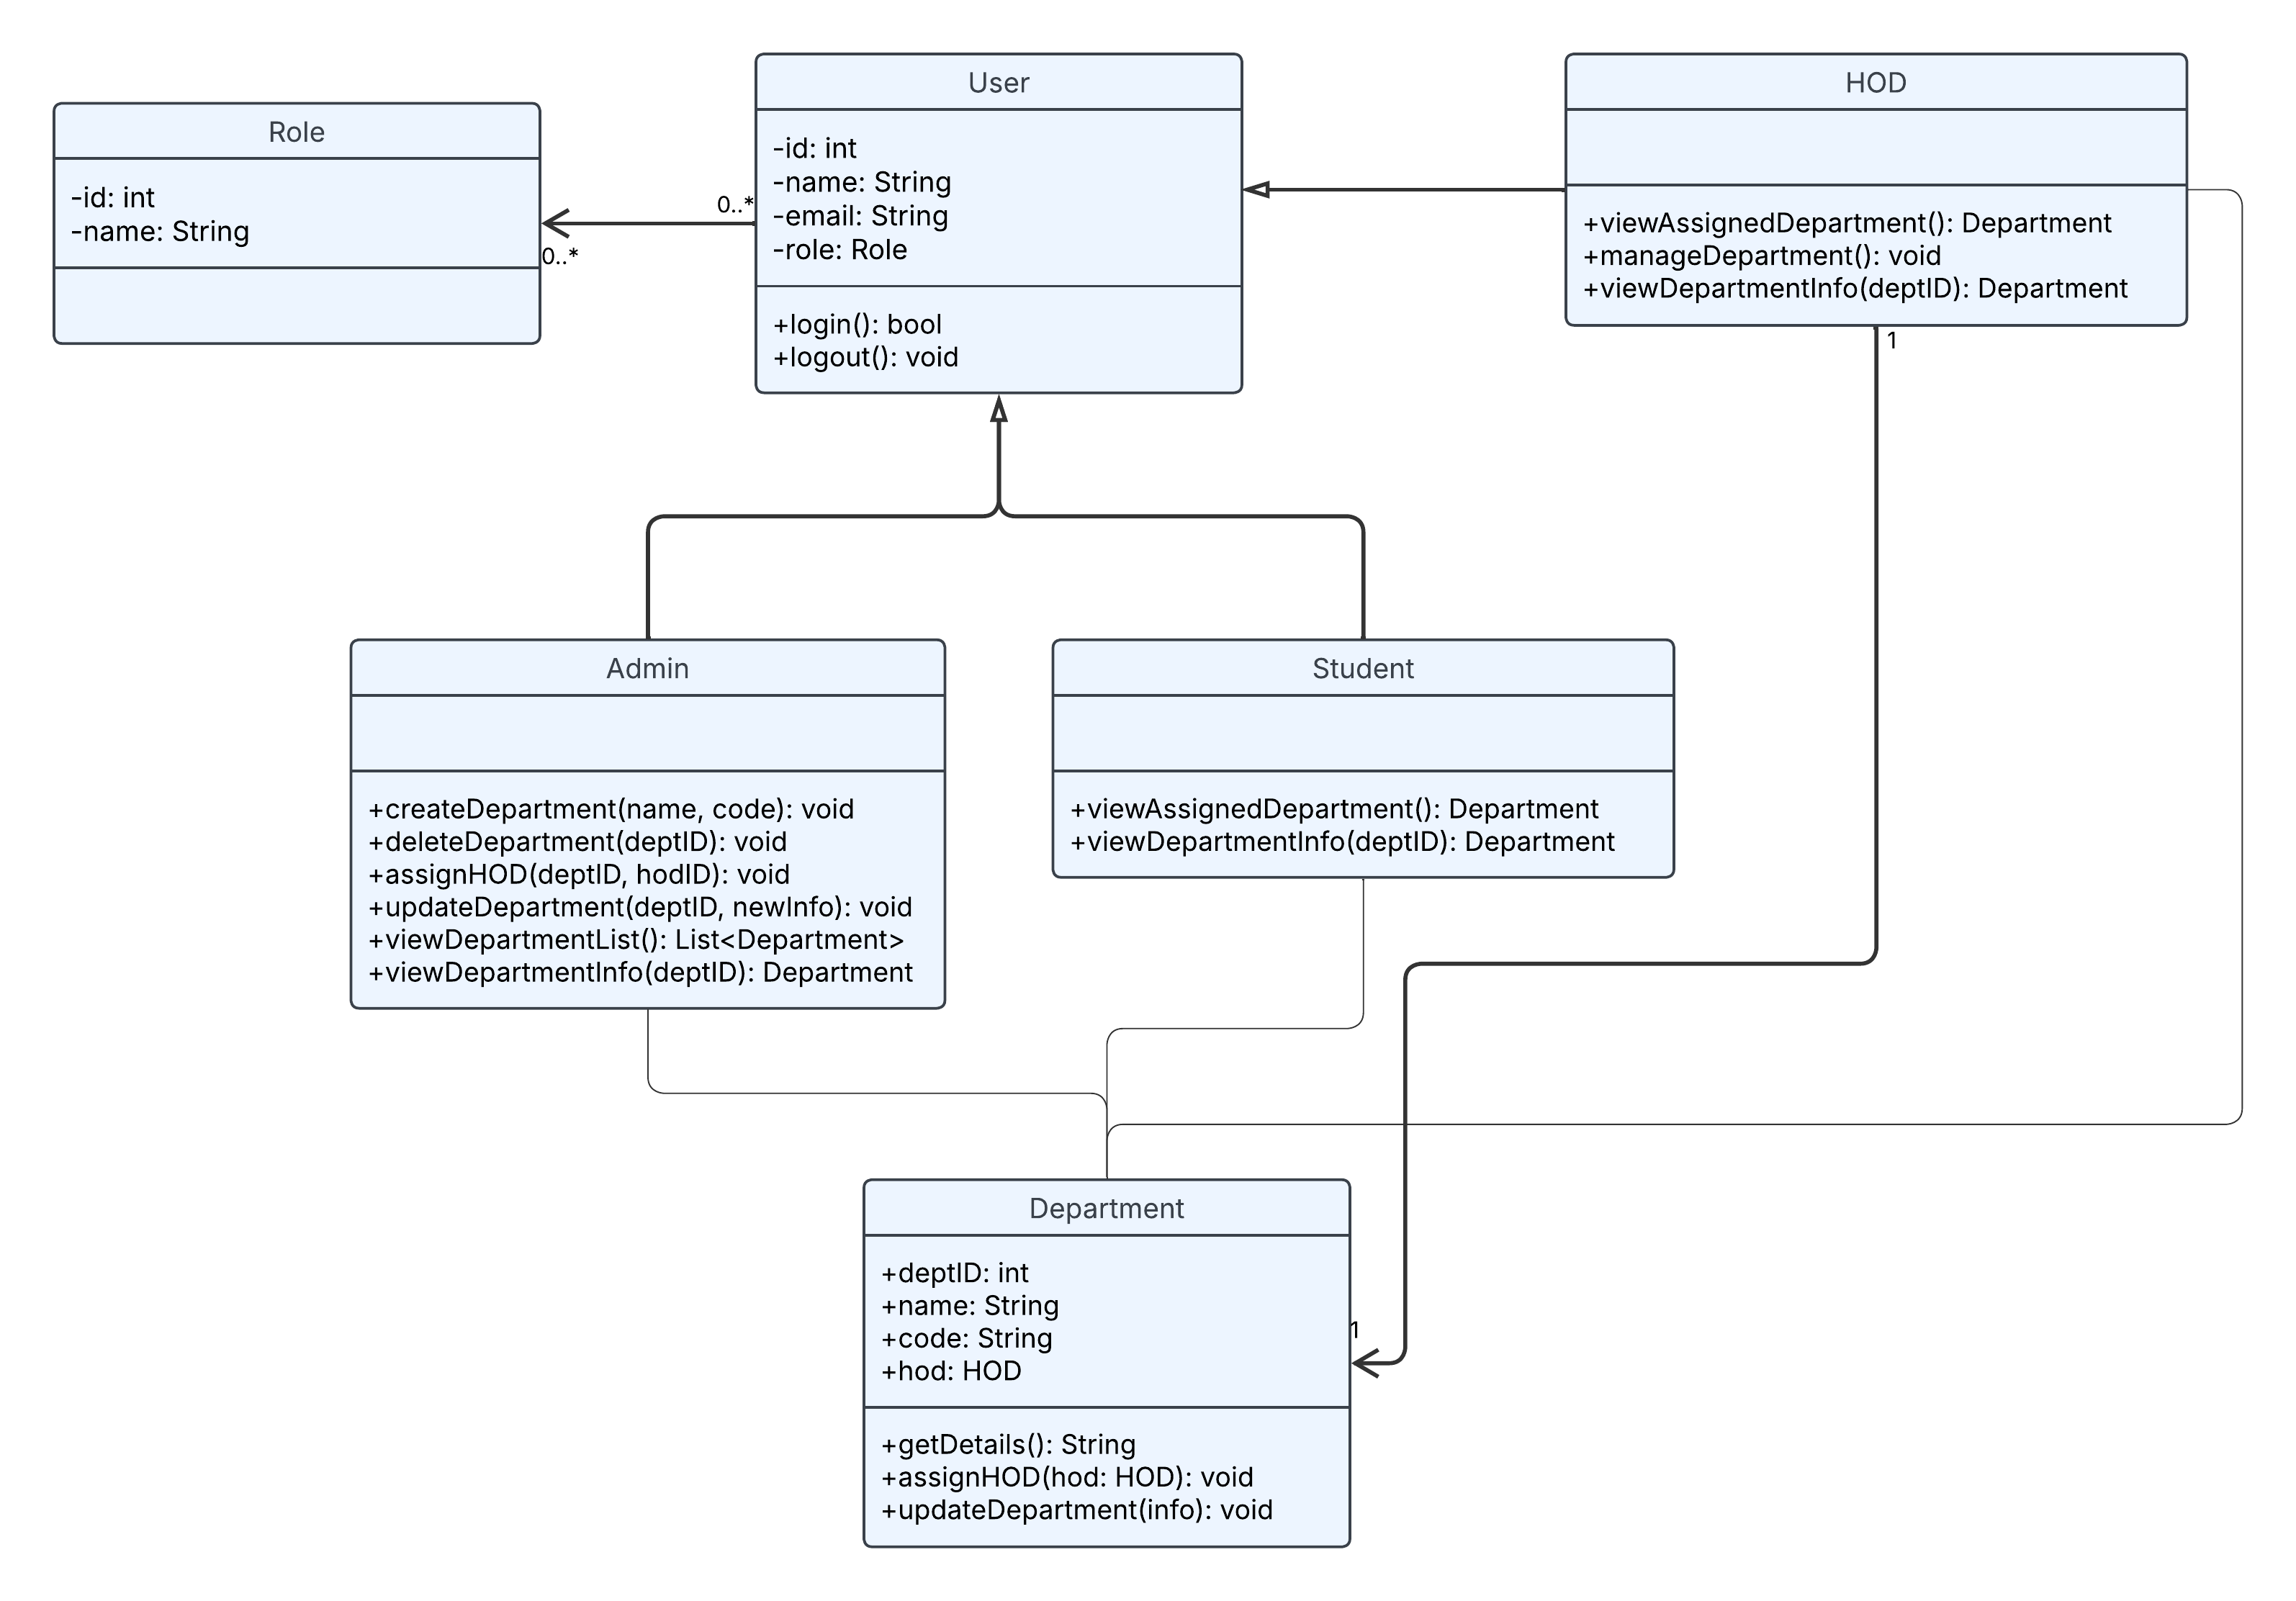 Role
-id: int
-name: String
0..*
0..*
User
-id: int
-name: String
-email: String
-role: Role
+login(): bool
+logout(): void
HOD
+viewAssignedDepartment(): Department
+manageDepartment(): void
+viewDepartmentInfo(deptID): Department
1
Admin
+createDepartment(name, code): void
+deleteDepartment(deptID): void
+assignHOD(deptID, hodID): void
+updateDepartment(deptID, newInfo): void
+viewDepartmentList(): List<Department>
+viewDepartmentInfo(deptID): Department
Student
+viewAssignedDepartment(): Department
+viewDepartmentInfo(deptID): Department
Department
+deptID: int
+name: String
+code: String
+hod: HOD
1
+getDetails(): String
+assignHOD(hod: HOD): void
+updateDepartment(info): void